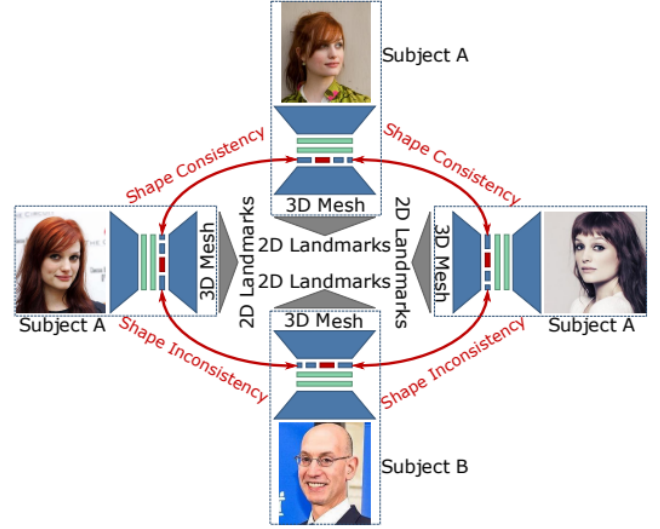 Subject A
Shape Consistency
Shape Consistency
3D Mesh
2D Landmarks
3D Mesh
2D Landmarks
2D Landmarks
3D Mesh
2D Landmarks
3D Mesh
Subject A
Subject A
Shape Inconsistency
Shape Inconsistency
Subject B